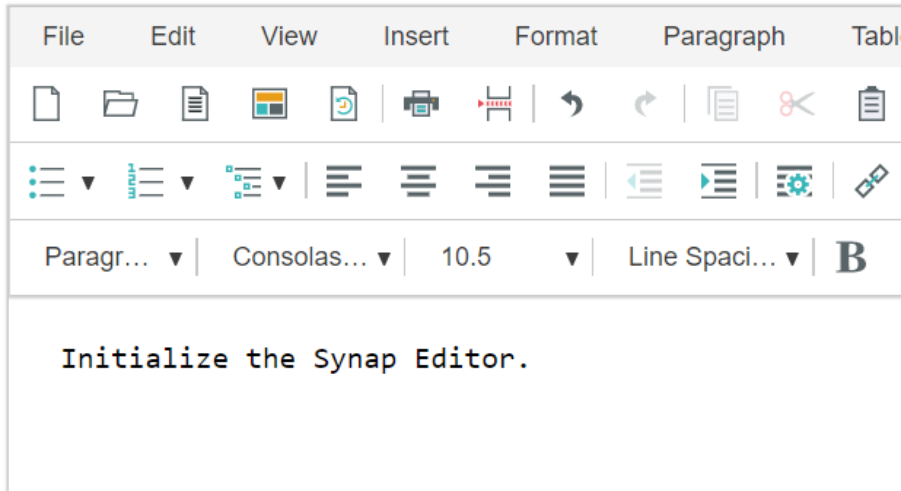 File Edit View Insert Format Paragraph Tabl
Paragr... Consolas... 10.5 Line Spaci... B
Initialize the Synap Editor.